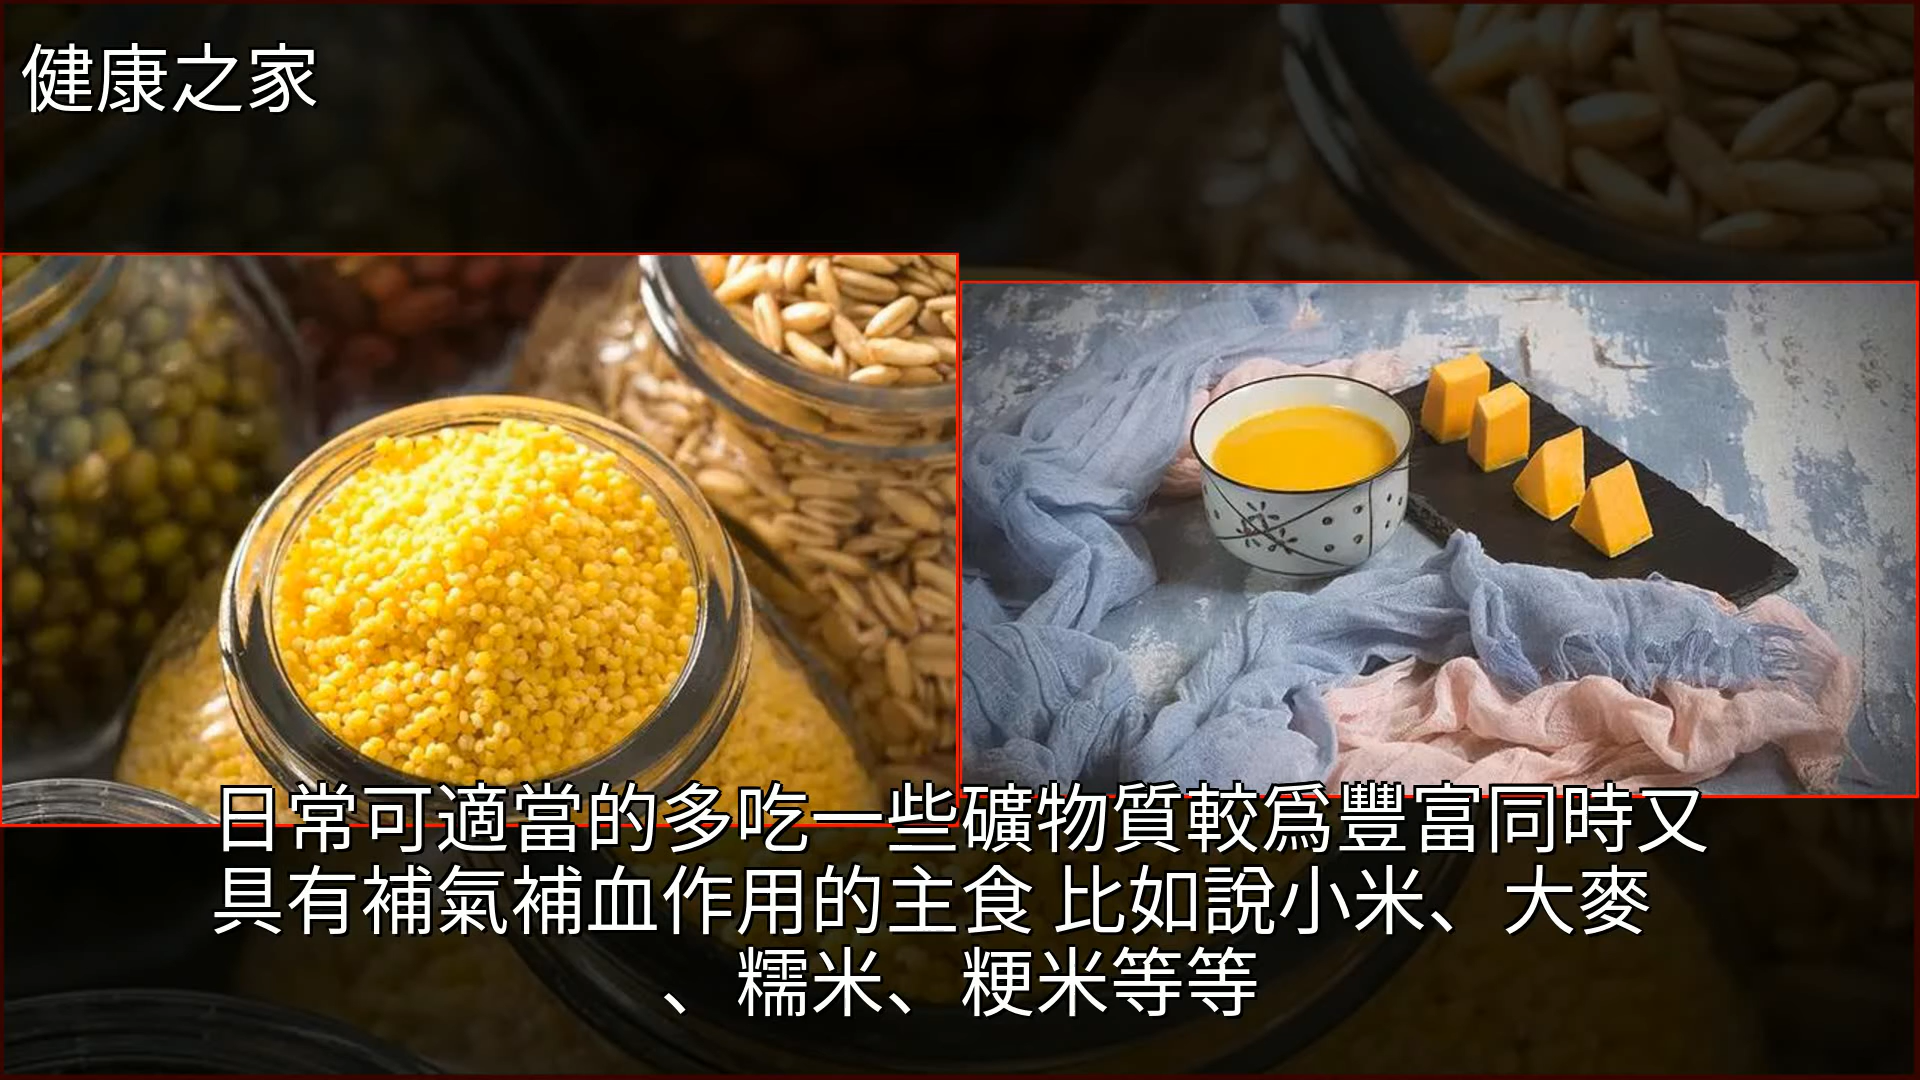 健康之家
日常可適當的多吃一些礦物質較爲豐富同時又
具有補氣補血作用的主食 比如說小米、大麥
、糯米、粳米等等